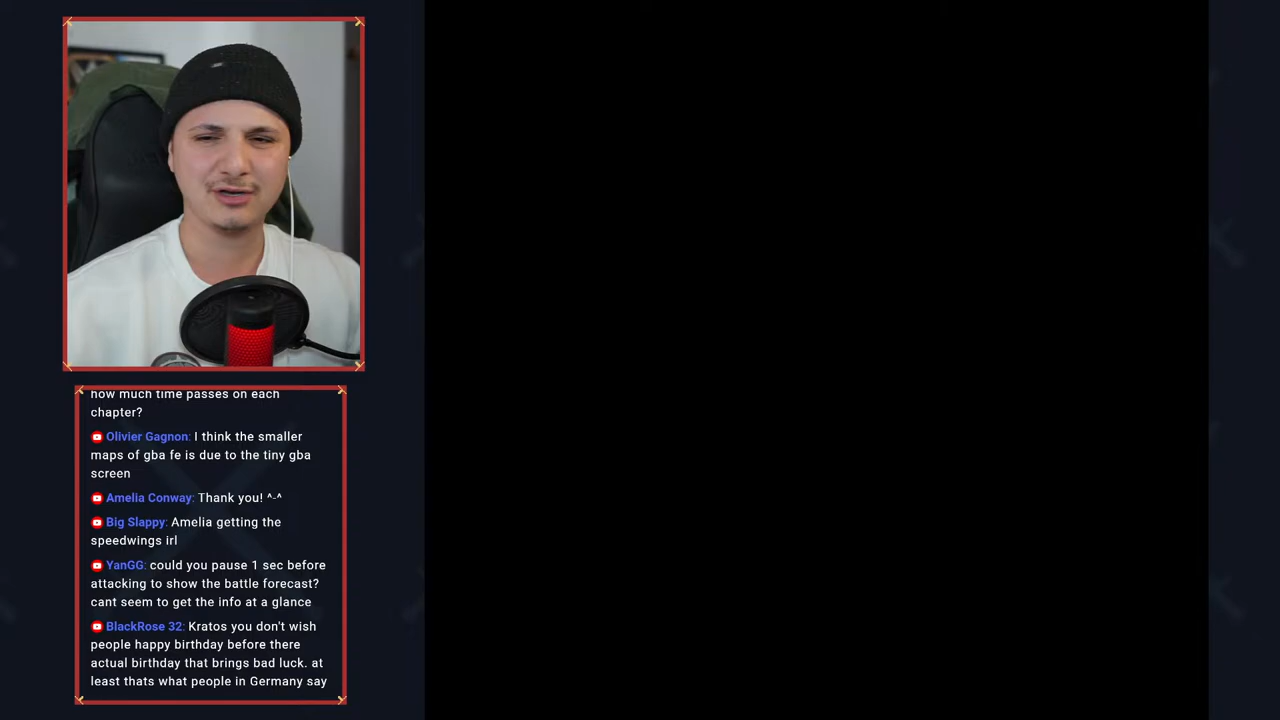 how much time passes on each
chapter?
Olivier Gagnon: I think the smaller
maps of gba fe is due to the tiny gba
screen
Amelia Conway: Thank you! ^-^
Big Slappy: Amelia getting the
speedwings irl
YanGG: could you pause 1 sec before
attacking to show the battle forecast?
cant seem to get the info at a glance
BlackRose 32: Kratos you don't wish
people happy birthday before there
actual birthday that brings bad luck. at
least thats what people in Germany say